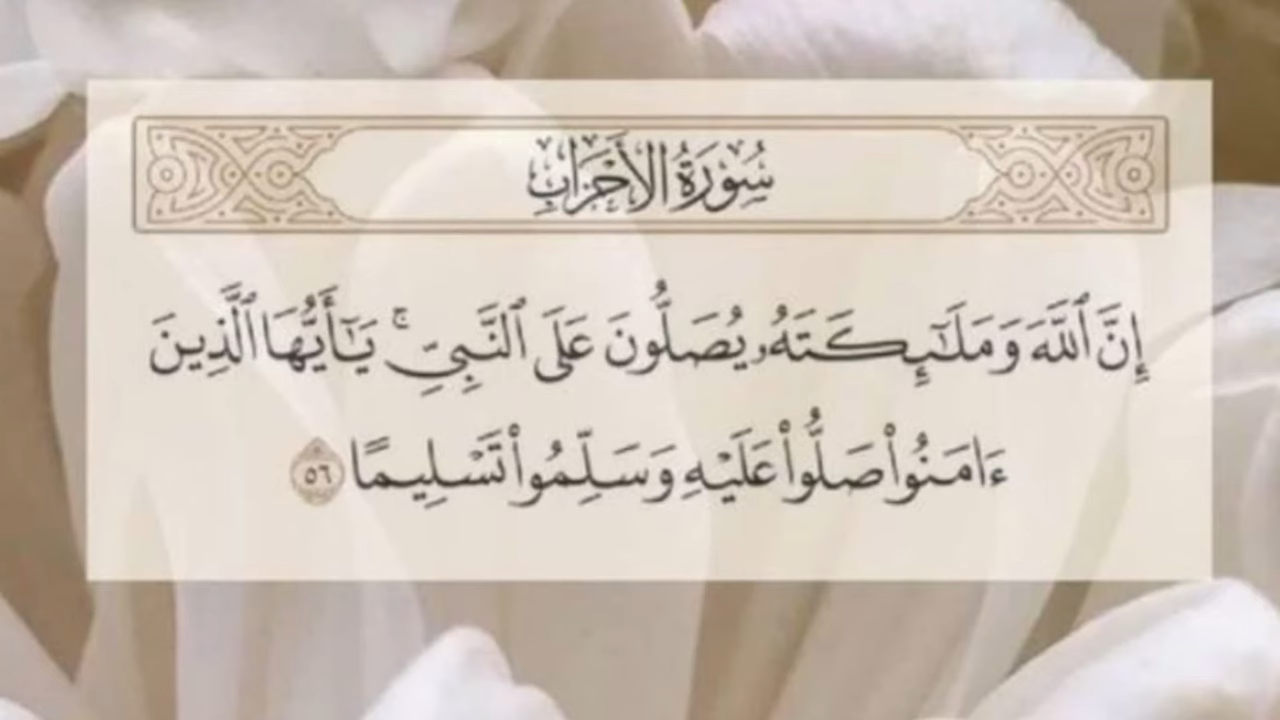 سُورَةُ الأَحْزَابِ
إِنَّ ٱللَّهَ وَمَلَـٰٓئِكَتَهُۥ يُصَلُّونَ عَلَى ٱلنَّبِىِّ ۚ يَـٰٓأَيُّهَا ٱلَّذِينَ
ءَامَنُوا۟ صَلُّوا۟ عَلَيْهِ وَسَلِّمُوا۟ تَسْلِيمًا ٥٦